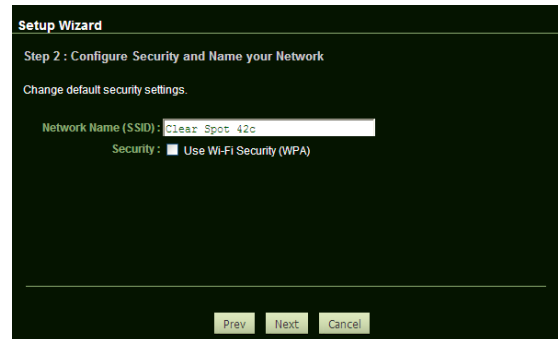 Setup Wizard
Step 2 : Configure Security and Name your Network
Change default security settings.
Network Name (SSID) : Clear Spot 42c
Security : Use Wi-Fi Security (WPA)
Prev Next Cancel